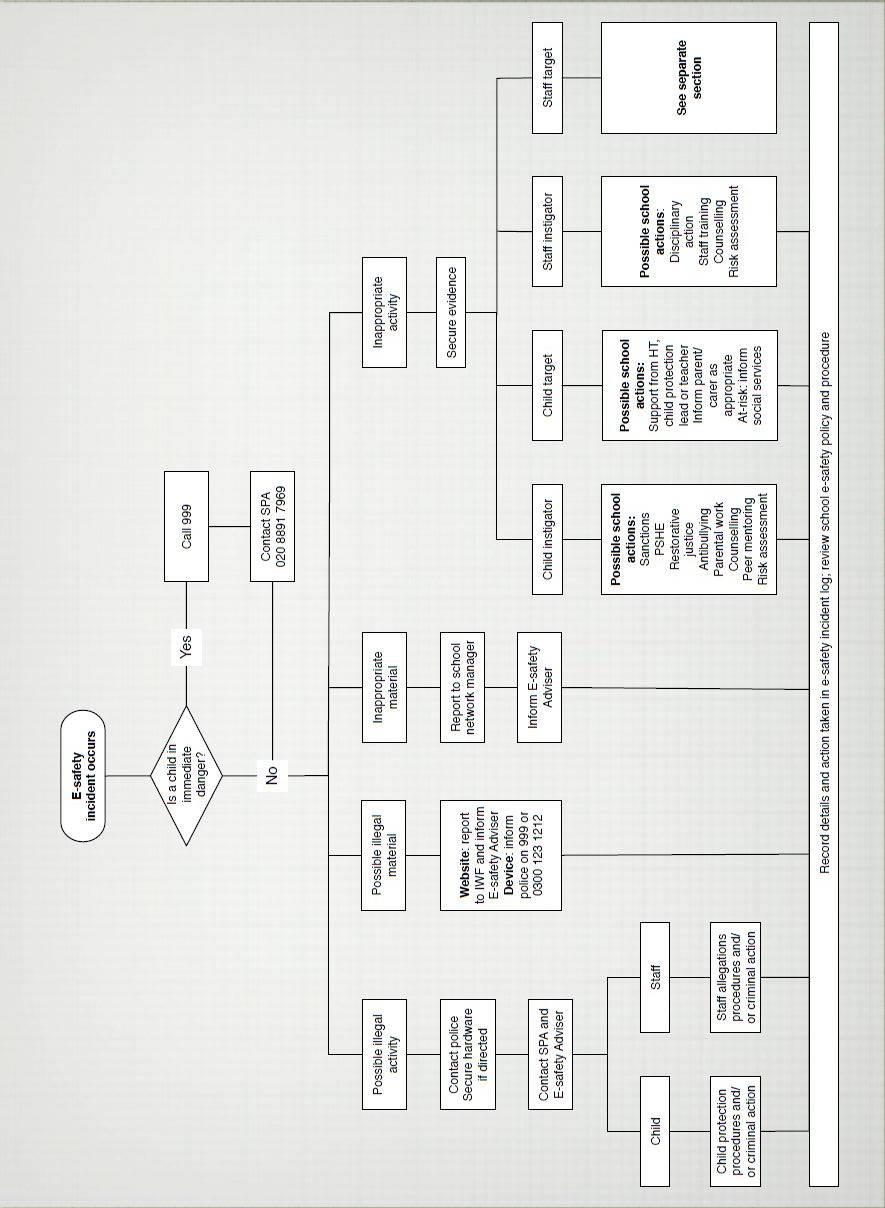 E-safety
incident occurs
Is a child in
immediate
danger?
Yes
Call 999
Contact SPA
020 8891 7969
No
Possible illegal
activity
Contact police
Secure hardware
if directed
Contact SPA and
E-safety Adviser
Child
Child protection
procedures and/
or criminal action
Staff
Staff allegations
procedures and/
or criminal action
Possible illegal
material
Website: report
to IWF and inform
E-safety Adviser
Device: inform
police on 999 or
0300 123 1212
Inappropriate
material
Report to school
network manager
Inform E-safety
Adviser
Inappropriate
activity
Secure evidence
Child instigator
Possible school
actions:
Sanctions
PSHE
Restorative
justice
Antibullying
Parental work
Counselling
Peer mentoring
Risk assessment
Child target
Possible school
actions:
Support from HT,
child protection
lead or teacher
Inform parent/
carer as
appropriate
At-risk: inform
social services
Staff instigator
Possible school
actions:
Disciplinary
action
Staff training
Counselling
Risk assessment
Staff target
See separate
section
Record details and action taken in e-safety incident log; review school e-safety policy and procedure